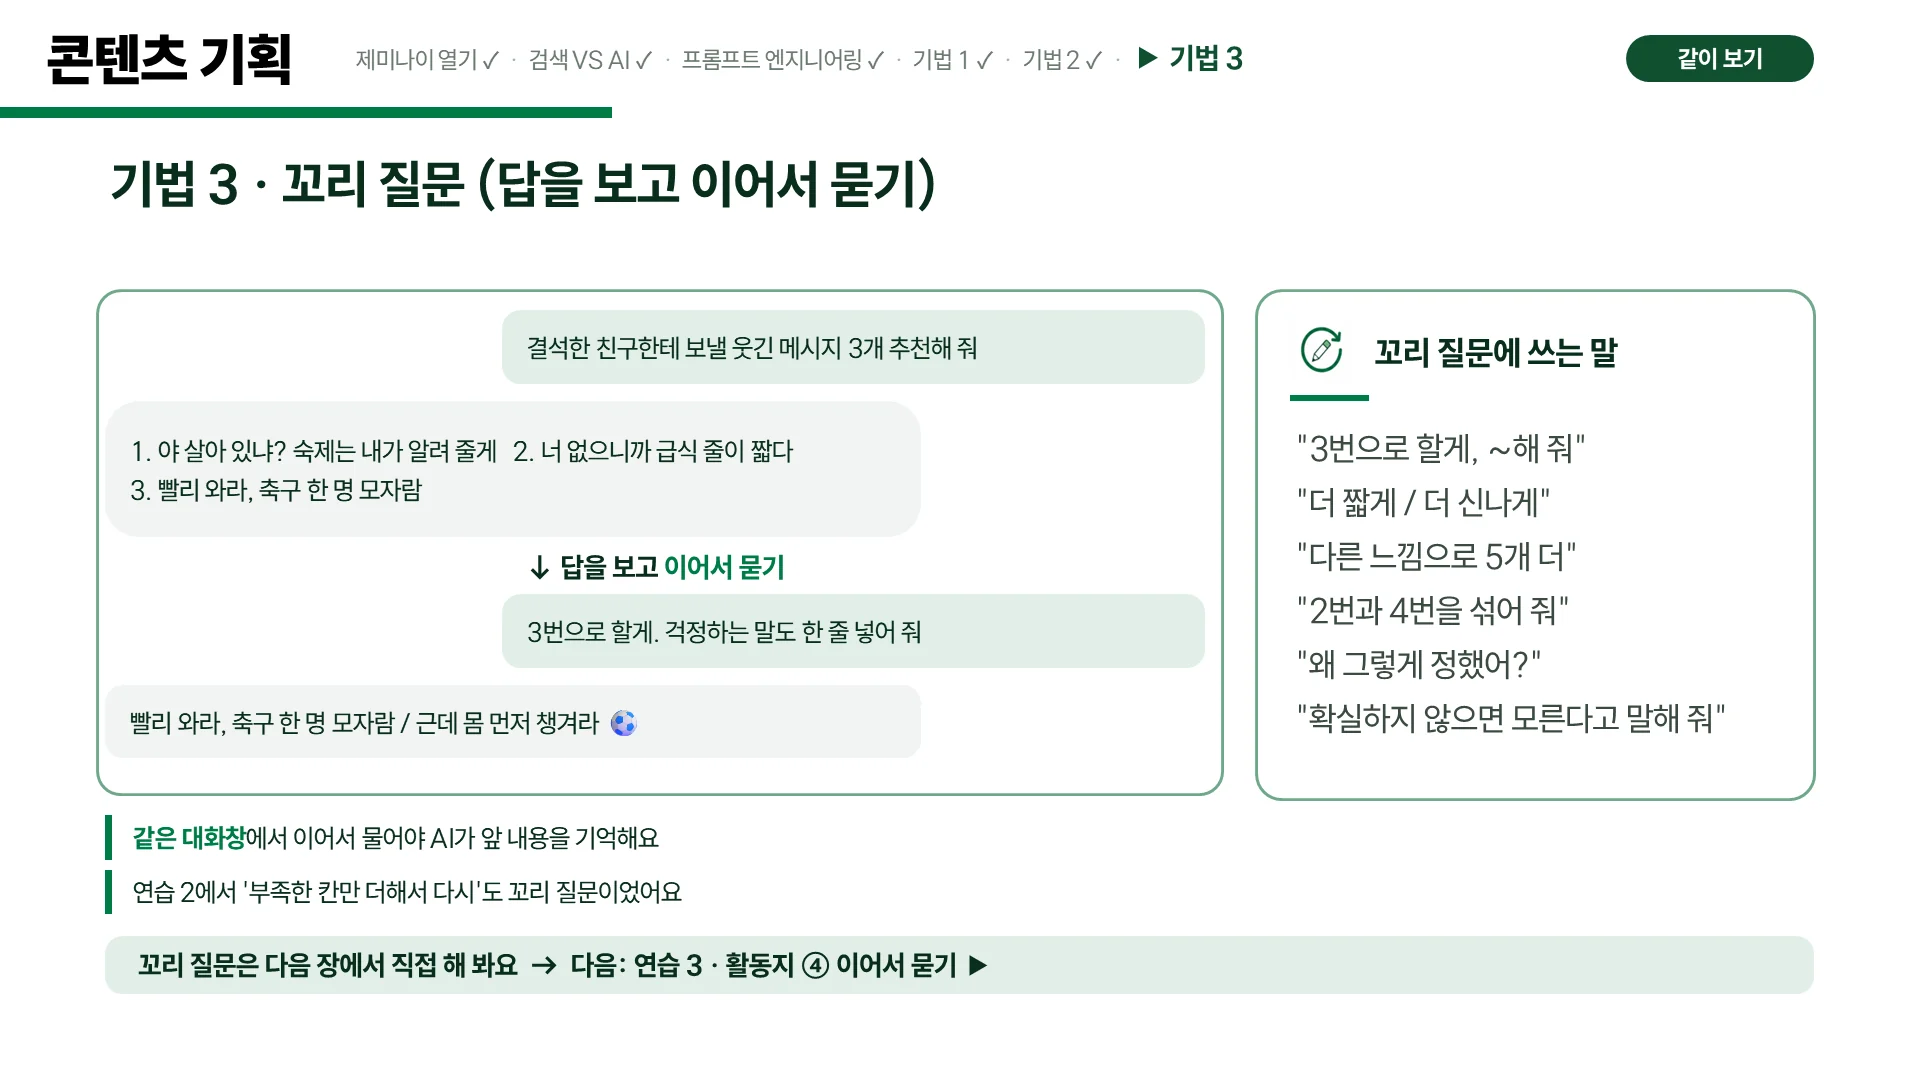 콘텐츠 기획
제미나이 열기 ✓ · 검색 VS AI ✓ · 프롬프트 엔지니어링 ✓ · 기법 1 ✓ · 기법 2 ✓ · ▶ 기법 3
같이 보기
기법 3 · 꼬리 질문 (답을 보고 이어서 묻기)
결석한 친구한테 보낼 웃긴 메시지 3개 추천해 줘
1. 야 살아 있냐? 숙제는 내가 알려 줄게 2. 너 없으니까 급식 줄이 짧다
3. 빨리 와라, 축구 한 명 모자람
↓ 답을 보고 이어서 묻기
3번으로 할게. 걱정하는 말도 한 줄 넣어 줘
빨리 와라, 축구 한 명 모자람 / 근데 몸 먼저 챙겨라 ⚽
꼬리 질문에 쓰는 말
"3번으로 할게, ~해 줘"
"더 짧게 / 더 신나게"
"다른 느낌으로 5개 더"
"2번과 4번을 섞어 줘"
"왜 그렇게 정했어?"
"확실하지 않으면 모른다고 말해 줘"
같은 대화창에서 이어서 물어야 AI가 앞 내용을 기억해요
연습 2에서 '부족한 칸만 더해서 다시'도 꼬리 질문이었어요
꼬리 질문은 다음 장에서 직접 해 봐요 → 다음: 연습 3 · 활동지 ④ 이어서 묻기 ▶